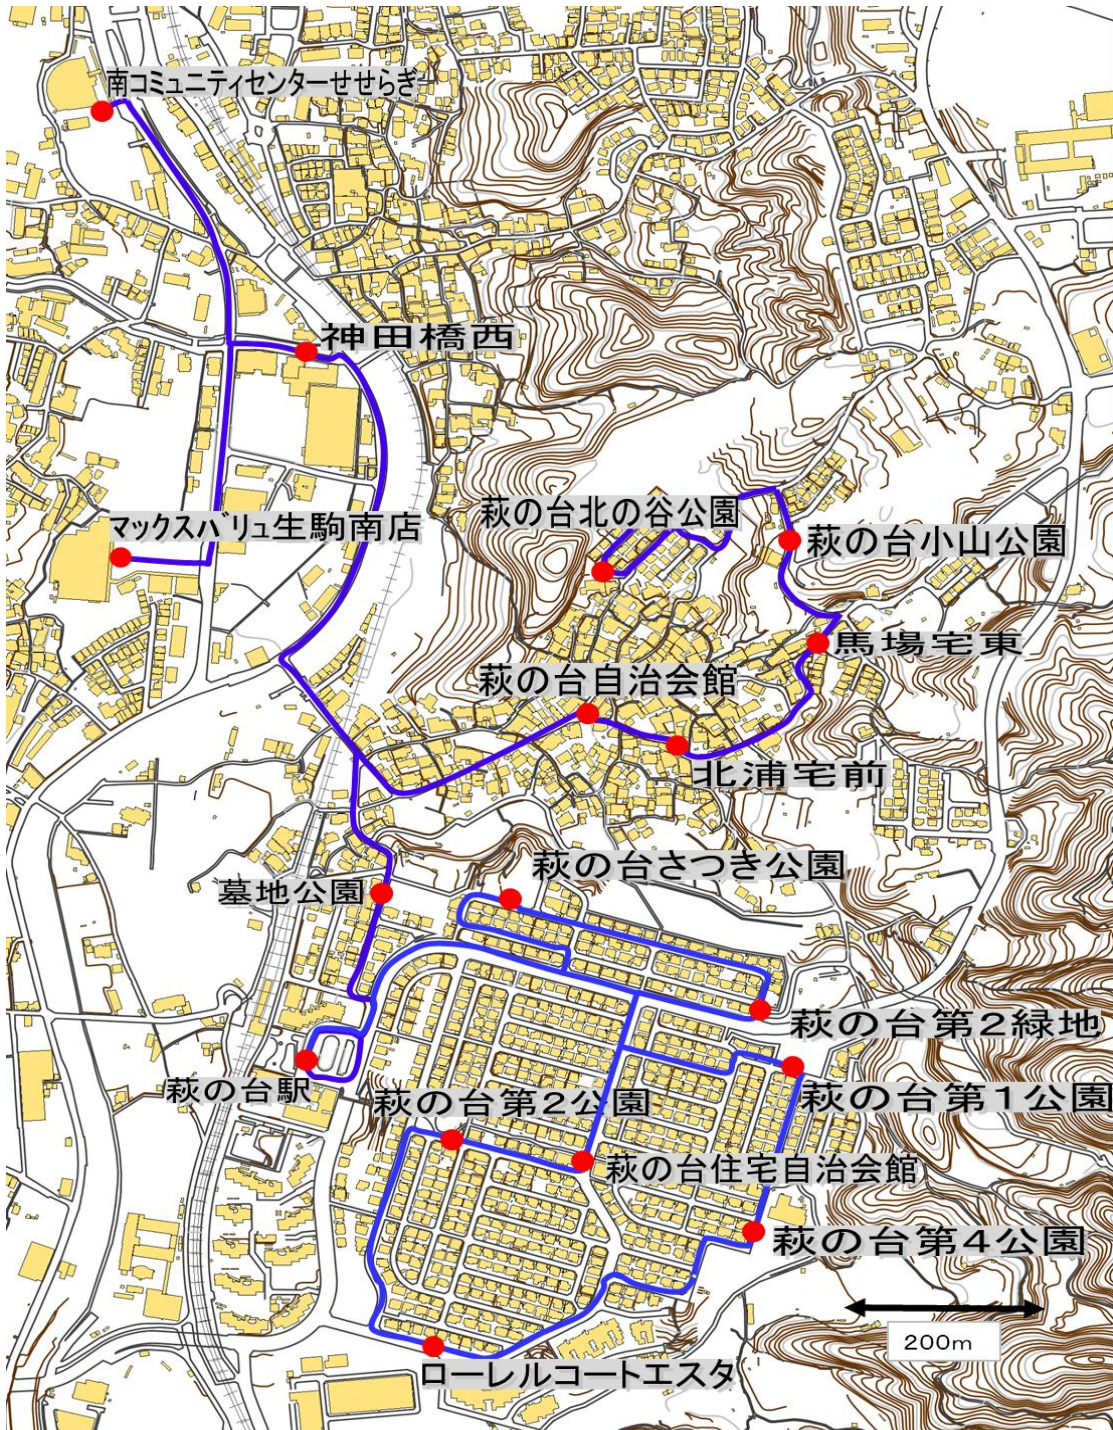 南コミュニティセンターせせらぎ
神田橋西
萩の台北の谷公園
マックスバリュ生駒南店
萩の台小山公園
馬場宅東
萩の台自治会館
北浦宅前
萩の台さつき公園
墓地公園
萩の台第2緑地
萩の台駅
萩の台第2公園
萩の台第1公園
萩の台住宅自治会館
萩の台第4公園
200m
ローレルコートエスタ